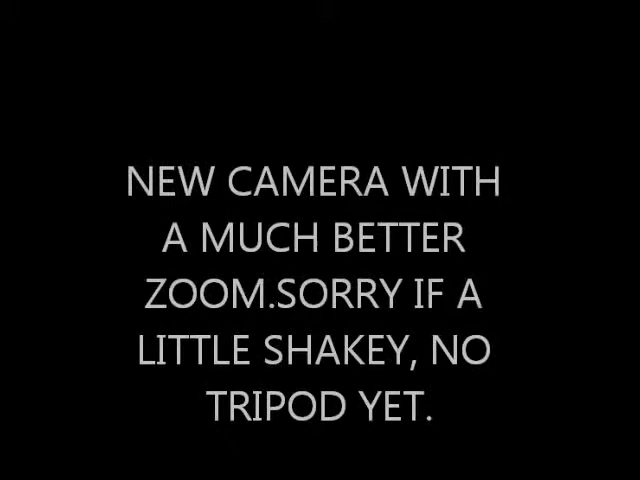 NEW CAMERA WITH
A MUCH BETTER
ZOOM.SORRY IF A
LITTLE SHAKEY, NO
TRIPOD YET.